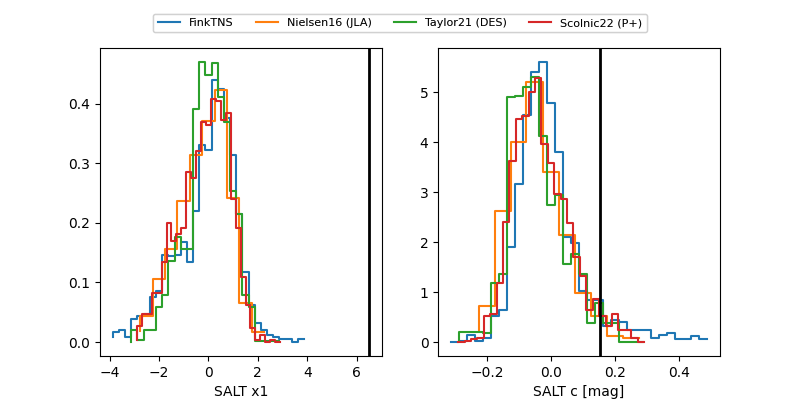 FinkTNS Nielsen16 (JLA) Taylor21 (DES) Scolnic22 (P+)
0.4
0.3
0.2
0.1
0.0
−4 −2 0 2 4 6
SALT x1
5
4
3
2
1
0
−0.2 0.0 0.2 0.4
SALT c [mag]